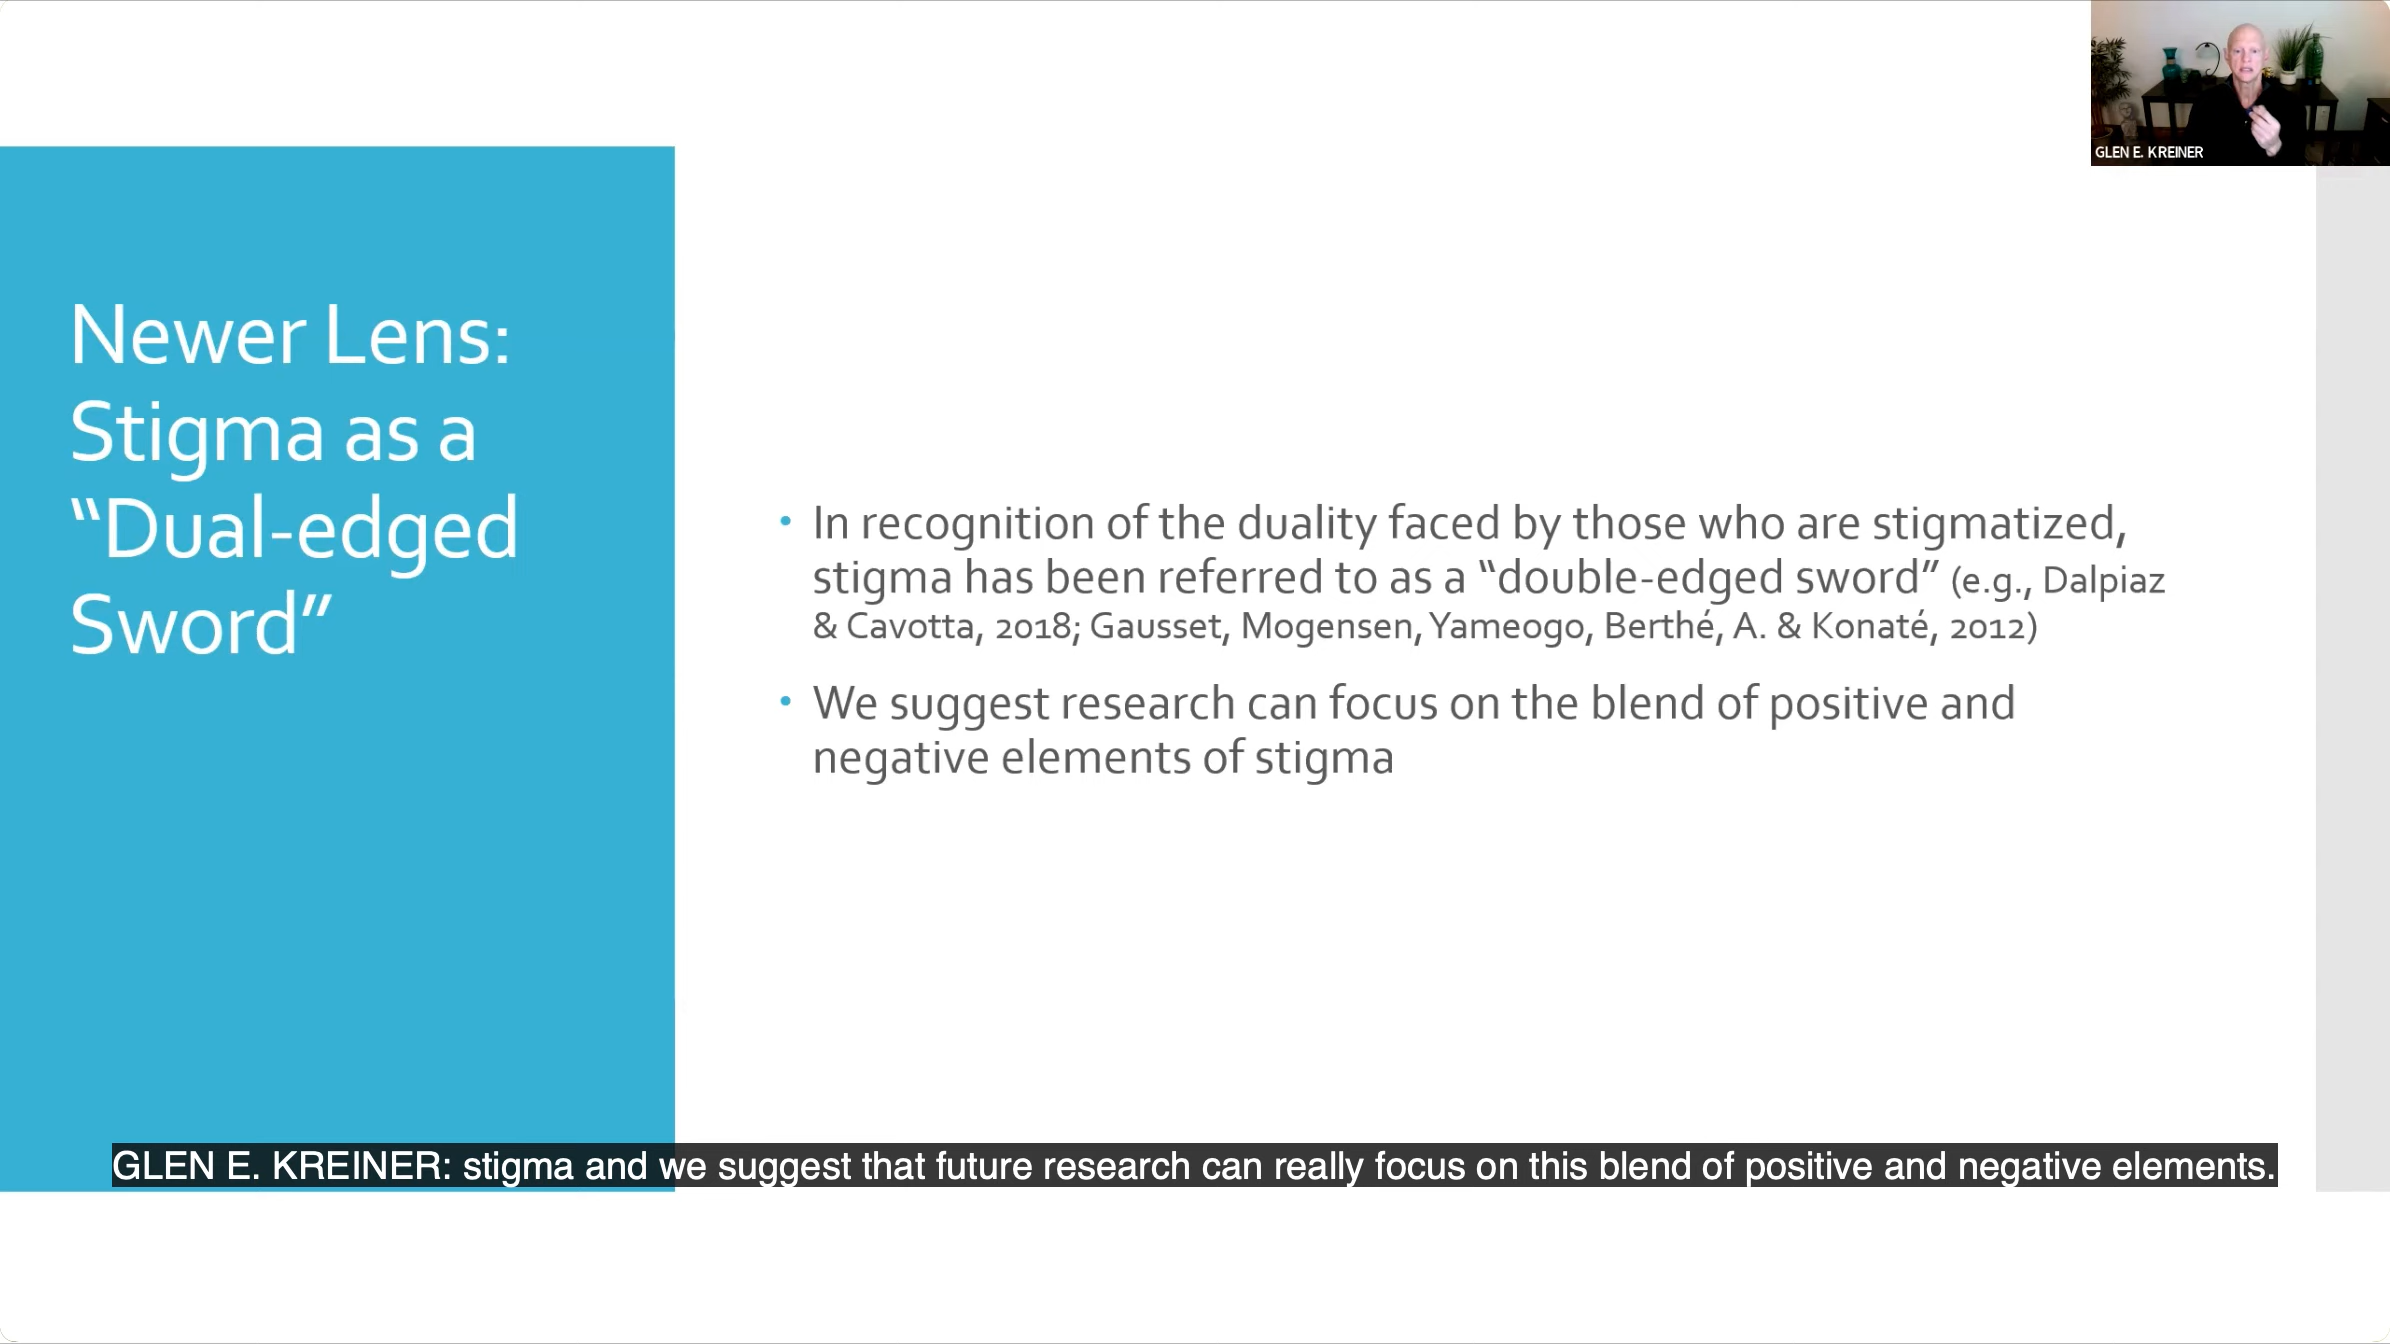 GLEN E. KREINER
Newer Lens:
Stigma as a
“Dual-edged
Sword”
• In recognition of the duality faced by those who are stigmatized,
stigma has been referred to as a “double-edged sword” (e.g., Dalpiaz
& Cavotta, 2018; Gausset, Mogensen, Yameogo, Berthé, A. & Konaté, 2012)
• We suggest research can focus on the blend of positive and
negative elements of stigma
GLEN E. KREINER: stigma and we suggest that future research can really focus on this blend of positive and negative elements.